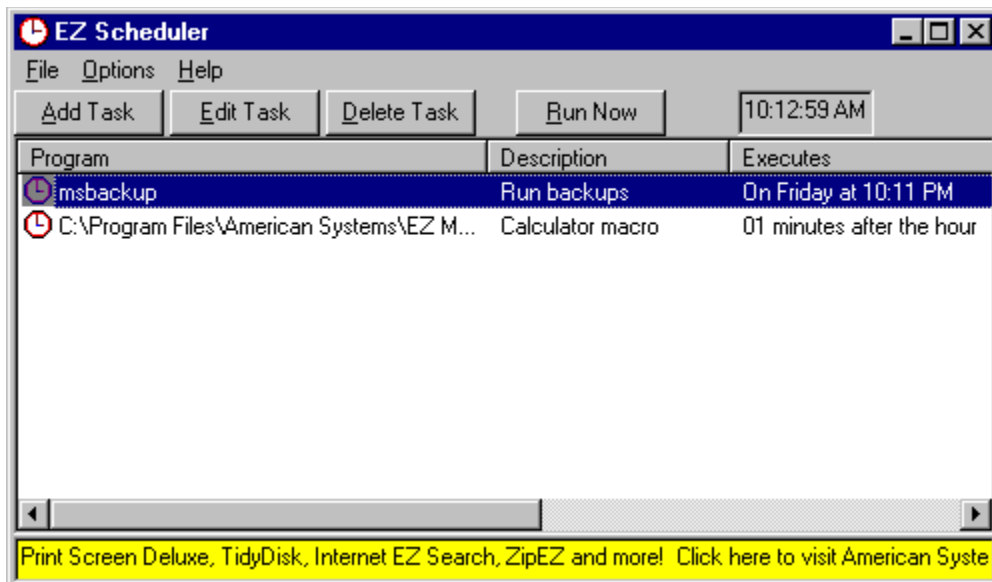 EZ Scheduler
File Options Help
Add Task Edit Task Delete Task Run Now 10:12:59 AM
Program Description Executes
msbackup Run backups On Friday at 10:11 PM
C:\Program Files\American Systems\EZ M... Calculator macro 01 minutes after the hour
Print Screen Deluxe, TidyDisk, Internet EZ Search, ZipEZ and more! Click here to visit American Syste